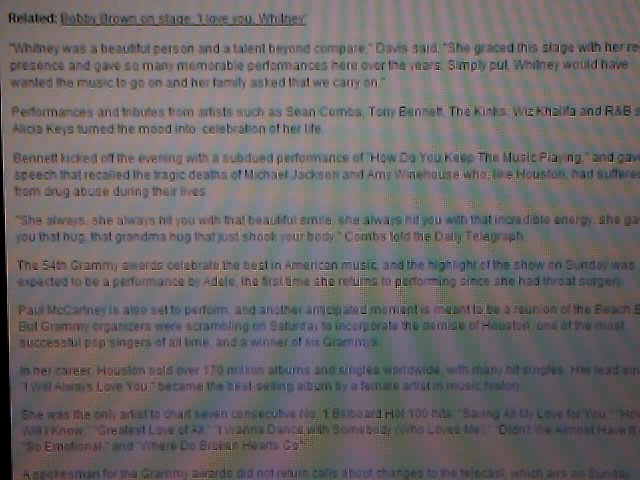 Related: Bobby Brown on stage: 'I love you, Whitney'
"Whitney was a beautiful person and a talent beyond compare," Davis said. "She graced this stage with her re
presence and gave so many memorable performances here over the years. Simply put, Whitney would have
wanted the music to go on and her family asked that we carry on."
Performances and tributes from artists such as Sean Combs, Tony Bennett, The Kinks, Wiz Khalifa and R&B s
Alicia Keys turned the mood into celebration of her life.
Bennett kicked off the evening with a subdued performance of "How Do You Keep The Music Playing," and gave
speech that recalled the tragic deaths of Michael Jackson and Amy Winehouse who, like Houston, had suffered
from drug abuse during their lives.
"She always, she always hit you with that beautiful smile, she always hit you with that incredible energy, she ga
you that hug, that grandma hug that just shook your body," Combs told the Daily Telegraph.
The 54th Grammy awards celebrate the best in American music, and the highlight of the show on Sunday was
expected to be a performance by Adele, the first time she returns to performing since she had throat surgery.
Paul McCartney is also set to perform, and another anticipated moment is meant to be a reunion of the Beach B
But Grammy organizers were scrambling on Saturday to incorporate the demise of Houston, one of the most
successful pop singers of all time, and a winner of six Grammys.
In her career, Houston sold over 170 million albums and singles worldwide, with many hit singles. Her lead sin
"I Will Always Love You," became the best-selling album by a female artist in music history.
She was the only artist to chart seven consecutive No. 1 Billboard Hot 100 hits, "Saving All My Love for You," "How
Will I Know," "Greatest Love of All," "I Wanna Dance with Somebody (Who Loves Me)," "Didn't We Almost Have It
"So Emotional," and "Where Do Broken Hearts Go"
A spokesman for the Grammy awards did not return calls about changes to the telecast, which airs on Sunday